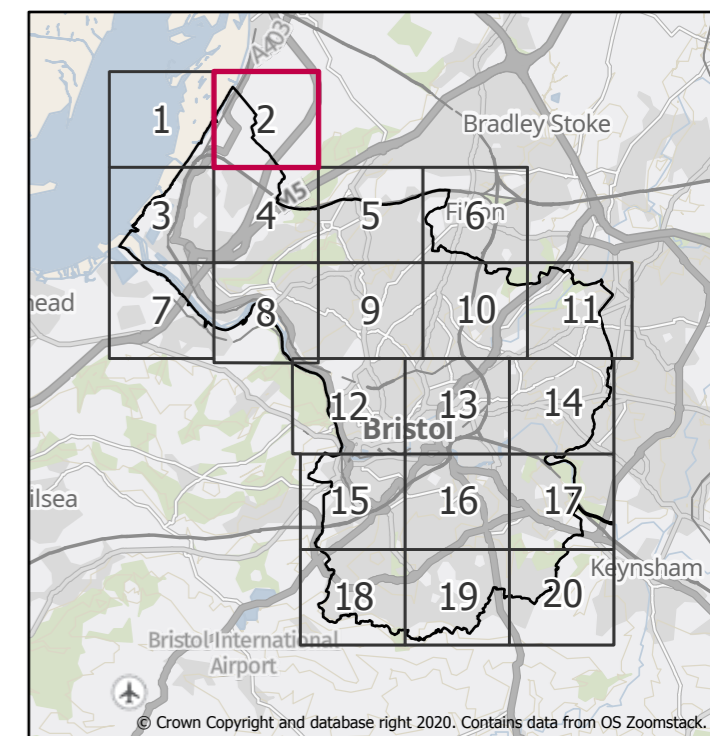 A403
1
2
Bradley Stoke
M5
3
4
5
Filton
6
head
7
8
9
10
11
12
13
14
Bristol
ilsea
15
16
17
Keynsham
18
19
20
Bristol International
Airport
© Crown Copyright and database right 2020. Contains data from OS Zoomstack.